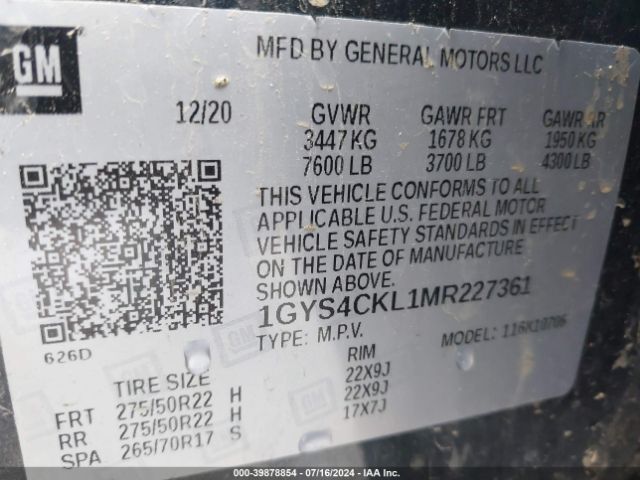 GM
MFD BY GENERAL MOTORS LLC
12/20 GVWR GAWR FRT GAWR RR
3447 KG 1678 KG 1950 KG
7600 LB 3700 LB 4300 LB
THIS VEHICLE CONFORMS TO ALL
APPLICABLE U.S. FEDERAL MOTOR
VEHICLE SAFETY STANDARDS IN EFFECT
ON THE DATE OF MANUFACTURE
SHOWN ABOVE.
1GYS4CKL1MR227361
626D
TYPE: M.P.V. MODEL: 116K10706
TIRE SIZE RIM
FRT 275/50R22 H 22X9J
RR 275/50R22 H 22X9J
SPA 265/70R17 S 17X7J
000-39878854 - 07/16/2024 - IAA Inc.